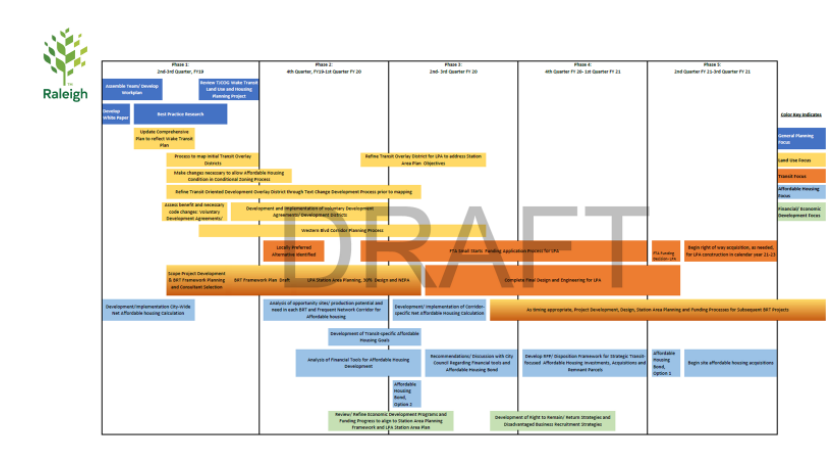 Raleigh
Phase 1:
2nd-3rd Quarter, FY19
Phase 2:
4th Quarter, FY19-1st Quarter FY 20
Phase 3:
2nd- 3rd Quarter FY 20
Phase 4:
4th Quarter FY 20- 1st Quarter FY 21
Phase 5:
2nd Quarter FY 21-3rd Quarter FY 21
Assemble Team/ Develop
Workplan
Review TJCOG Wake Transit
Land Use and Housing
Planning Project
Develop
White Paper
Best Practice Research
Update Comprehensive
Plan to reflect Wake Transit
Plan
Process to map initial Transit Overlay
Districts
Refine Transit Overlay District for LPA to address Station
Area Plan Objectives
Make changes necessary to allow Affordable Housing
Condition in Conditional Zoning Process
Refine Transit Oriented Development Overlay District through Text Change Development Process prior to mapping
Assess benefit and necessary
code changes: Voluntary
Development Agreements/
Development and Implementation of Voluntary Development
Agreements/ Development Districts
Western Blvd Corridor Planning Process
Locally Preferred
Alternative Identified
FTA Small Starts Funding Application Process for LPA
FTA funding
decision LPA
Begin right of way acquisition, as needed,
for LPA construction in calendar year 21-23
Scope Project Development
& BRT Framework Planning
and Consultant Selection
BRT Framework Plan Draft
LPA Station Area Planning, 30% Design and NEPA
Complete Final Design and Engineering for LPA
Development/Implementation City-Wide
Net Affordable Housing Calculation
Analysis of opportunity sites/ production potential and
need in each BRT and Frequent Network Corridor for
Affordable housing
Development/ Implementation of Corridor-
specific Net Affordable Housing Calculation
As timing appropriate, Project Development, Design, Station Area Planning and Funding Processes for Subsequent BRT Projects
Development of Transit-specific Affordable
Housing Goals
Analysis of Financial Tools for Affordable Housing
Development
Recommendations/ Discussion with City
Council Regarding Financial tools and
Affordable Housing Bond
Develop RFP/ Disposition Framework for Strategic Transit
focused Affordable Housing Investments, Acquisitions and
Remnant Parcels
Affordable
Housing
Bond,
Option 2
Begin site affordable housing acquisitions
Affordable
Housing
Bond,
Option 1
Review/ Refine Economic Development Programs and
Funding Progress to align to Station Area Planning
Framework and LPA Station Area Plan
Development of Right to Remain/ Return Strategies and
Disadvantaged Business Recruitment Strategies
Color Key Indicates
General Planning
Focus
Land Use Focus
Transit Focus
Affordable Housing
Focus
Financial/ Economic
Development Focus
DRAFT